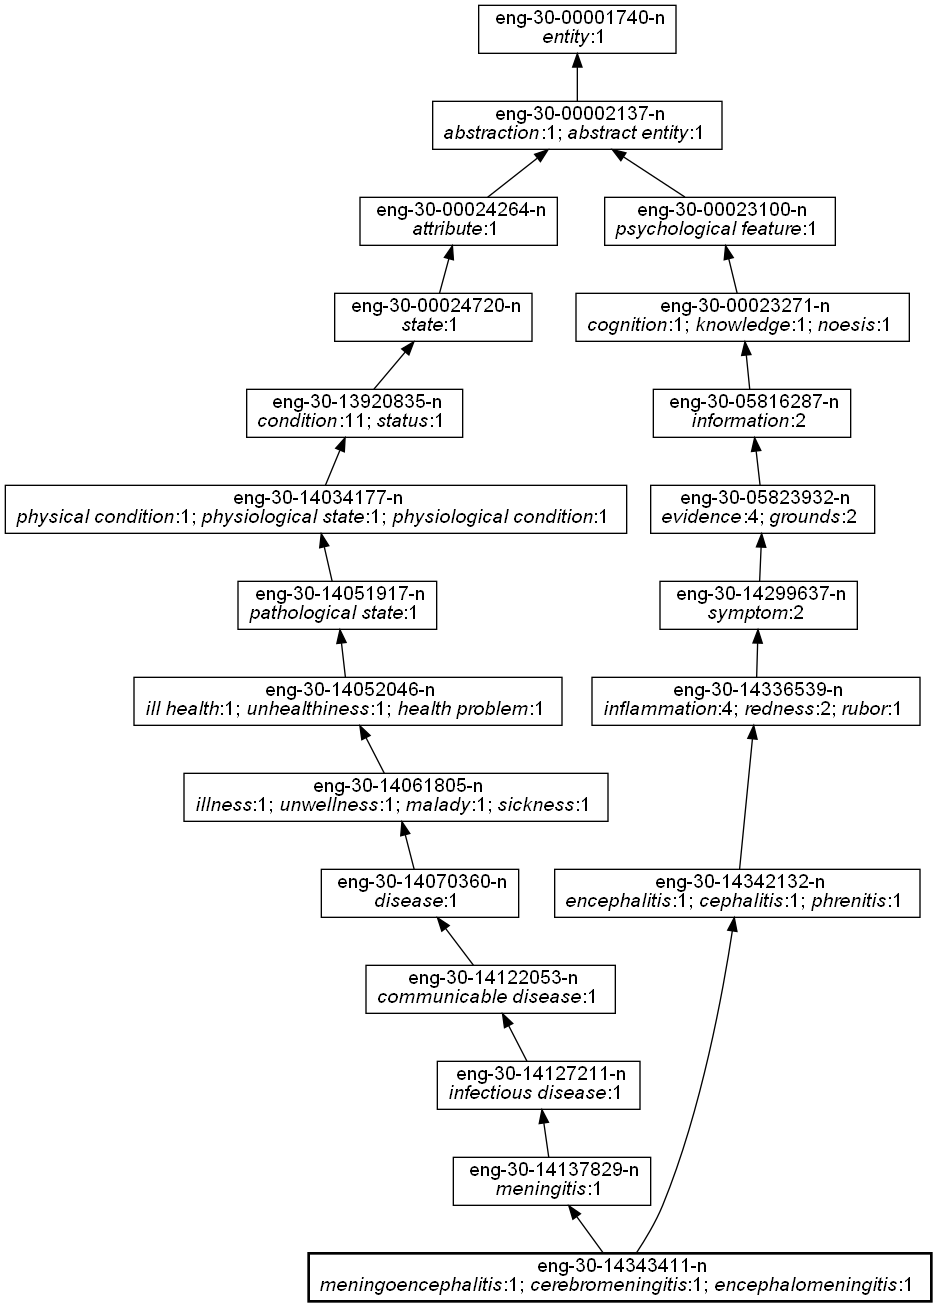 eng-30-00001740-n
entity:1
eng-30-00002137-n
abstraction:1; abstract entity:1
eng-30-00024264-n
attribute:1
eng-30-00023100-n
psychological feature:1
eng-30-00024720-n
state:1
eng-30-00023271-n
cognition:1; knowledge:1; noesis:1
eng-30-13920835-n
condition:11; status:1
eng-30-05816287-n
information:2
eng-30-14034177-n
physical condition:1; physiological state:1; physiological condition:1
eng-30-05823932-n
evidence:4; grounds:2
eng-30-14051917-n
pathological state:1
eng-30-14299637-n
symptom:2
eng-30-14052046-n
ill health:1; unhealthiness:1; health problem:1
eng-30-14336539-n
inflammation:4; redness:2; rubor:1
eng-30-14061805-n
illness:1; unwellness:1; malady:1; sickness:1
eng-30-14070360-n
disease:1
eng-30-14342132-n
encephalitis:1; cephalitis:1; phrenitis:1
eng-30-14122053-n
communicable disease:1
eng-30-14127211-n
infectious disease:1
eng-30-14137829-n
meningitis:1
eng-30-14343411-n
meningoencephalitis:1; cerebromeningitis:1; encephalomeningitis:1